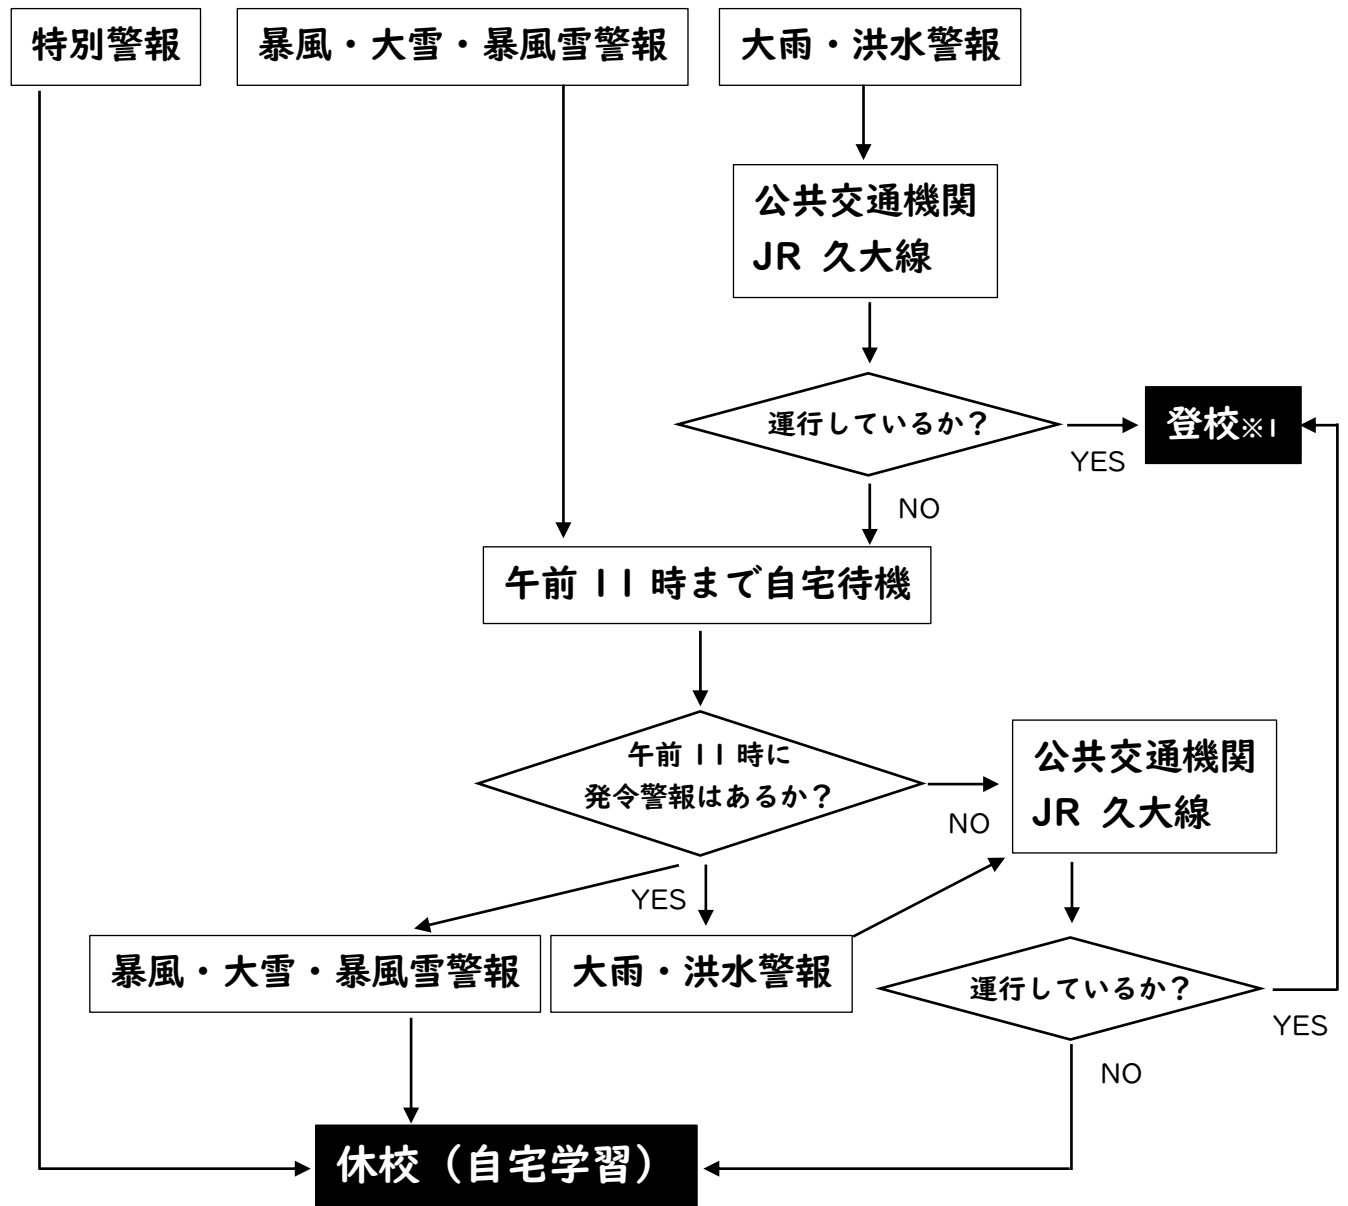 特別警報
暴風・大雪・暴風雪警報
大雨・洪水警報
公共交通機関
JR 久大線
運行しているか？
YES
登校※1
NO
午前11時まで自宅待機
午前11時に
発令警報はあるか？
NO
公共交通機関
JR 久大線
YES
暴風・大雪・暴風雪警報
大雨・洪水警報
運行しているか？
YES
NO
休校（自宅学習）